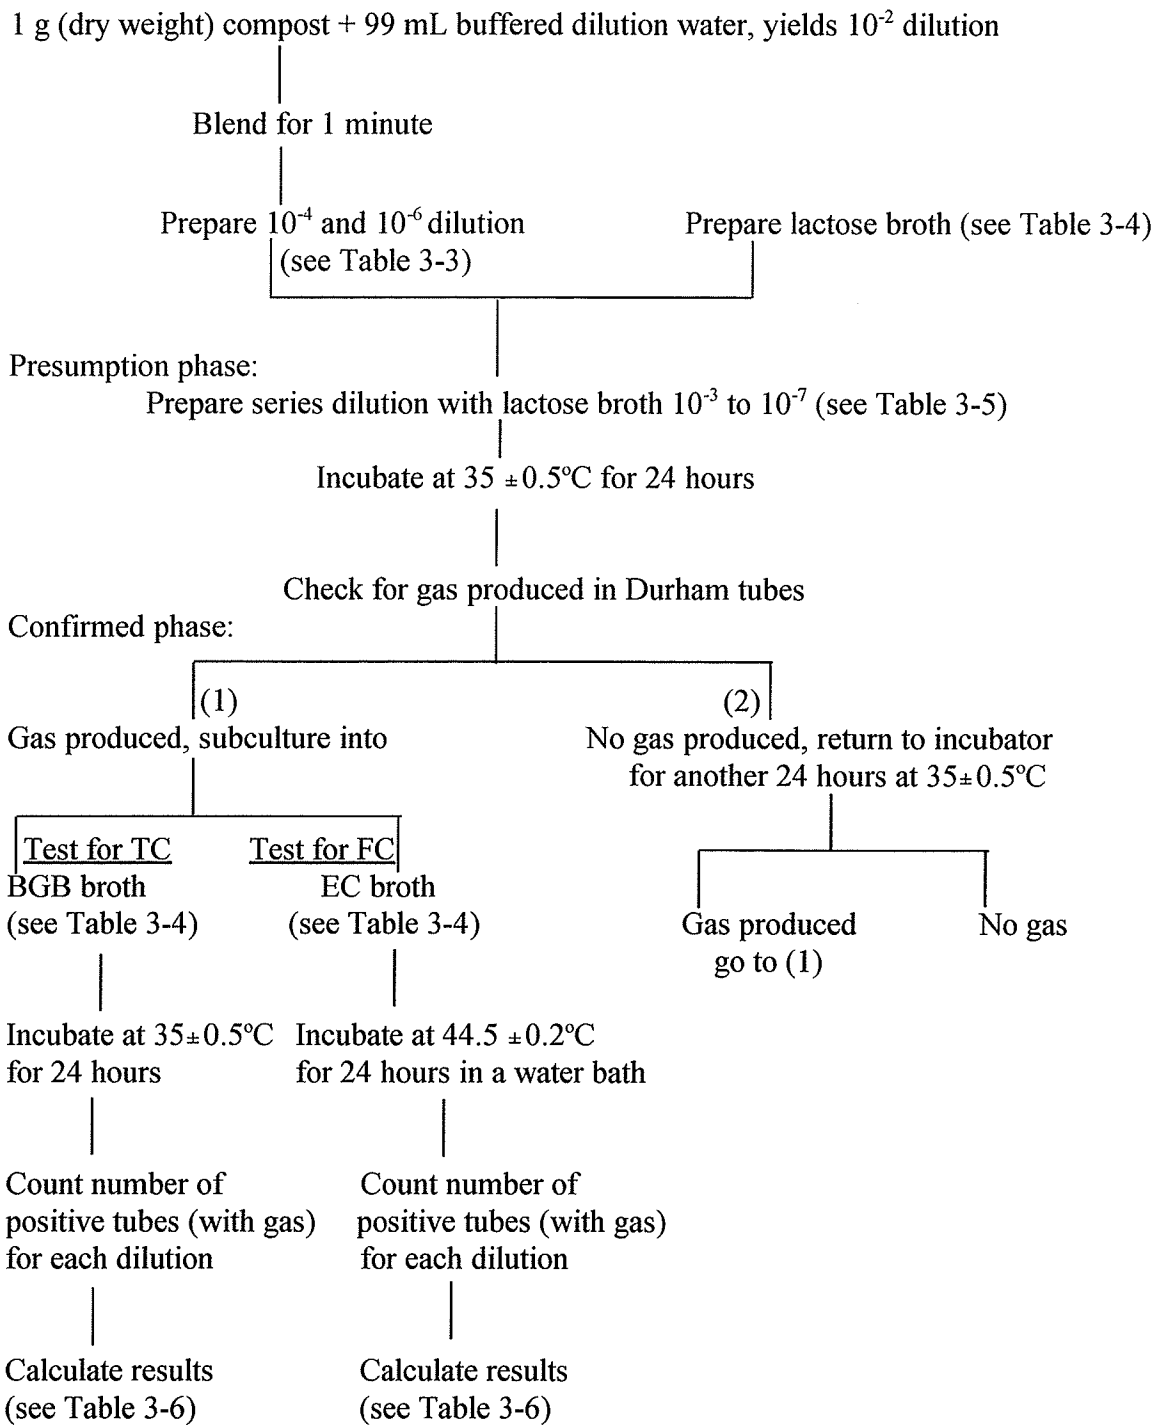 1 g (dry weight) compost + 99 mL buffered dilution water, yields 10⁻² dilution
Blend for 1 minute
Prepare 10⁻⁴ and 10⁻⁶ dilution
(see Table 3-3)
Prepare lactose broth (see Table 3-4)
Presumption phase:
Prepare series dilution with lactose broth 10⁻³ to 10⁻⁷ (see Table 3-5)
Incubate at 35 ±0.5ºC for 24 hours
Check for gas produced in Durham tubes
Confirmed phase:
(1)
Gas produced, subculture into
(2)
No gas produced, return to incubator
for another 24 hours at 35±0.5ºC
Test for TC
BGB broth
(see Table 3-4)
Test for FC
EC broth
(see Table 3-4)
Gas produced
go to (1)
No gas
Incubate at 35±0.5ºC
for 24 hours
Incubate at 44.5 ±0.2ºC
for 24 hours in a water bath
Count number of
positive tubes (with gas)
for each dilution
Count number of
positive tubes (with gas)
for each dilution
Calculate results
(see Table 3-6)
Calculate results
(see Table 3-6)